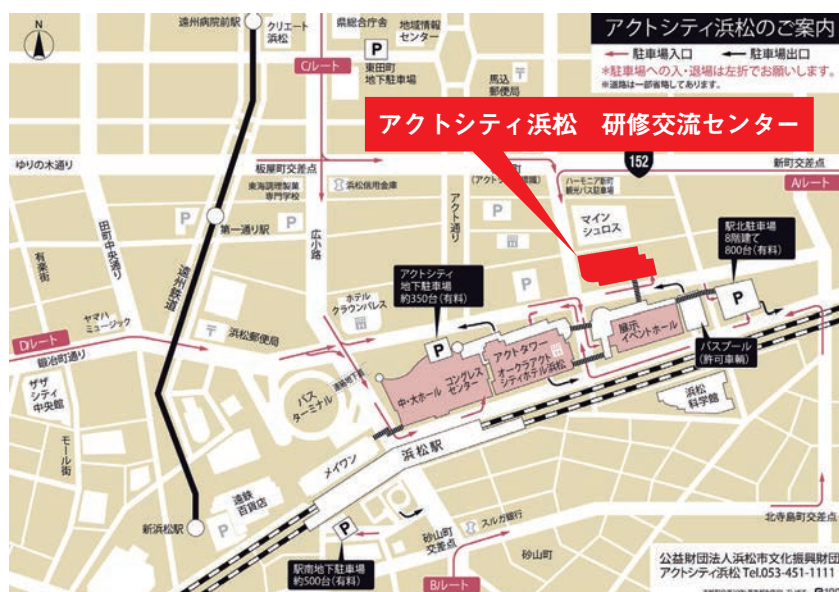 N
遠州病院前駅
クリエート
浜松
県総合庁舎
地域情報
センター
P
東田町
地下駐車場
馬込
郵便局
Cルート
アクトシティ浜松のご案内
駐車場入口
駐車場出口
*駐車場への入・退場は左折でお願いします。
※道路は一部省略してあります。
アクトシティ浜松 研修交流センター
152
ゆりの木通り
板屋町交差点
新町交差点
Aルート
東海調理製菓
専門学校
浜松信用金庫
ハーモニア新町
観光バス駐車場
マイン
シュロス
P
P
P
P
第一通り駅
田町中央通り
有楽街
遠州鉄道
広小路
アクト通り
駅北駐車場
8階建て
800台(有料)
P
アクトシティ
地下駐車場
約350台(有料)
P
ホテル
クラウンパレス
ヤマハ
ミュージック
浜松郵便局
Dルート
鍛冶町通り
展示
イベントホール
バスプール
(許可車輌)
アクトタワー
オークラアクト
シティホテル浜松
コングレス
センター
中・大ホール
バス
ターミナル
ザザ
シティ
中央館
モール街
浜松
科学館
浜松駅
メイワン
遠鉄
百貨店
P
新浜松駅
P
駅南地下駐車場
約500台(有料)
砂山町
交差点
スルガ銀行
砂山町
Bルート
北寺島町交差点
公益財団法人浜松市文化振興財団
アクトシティ浜松 Tel.053-451-1111